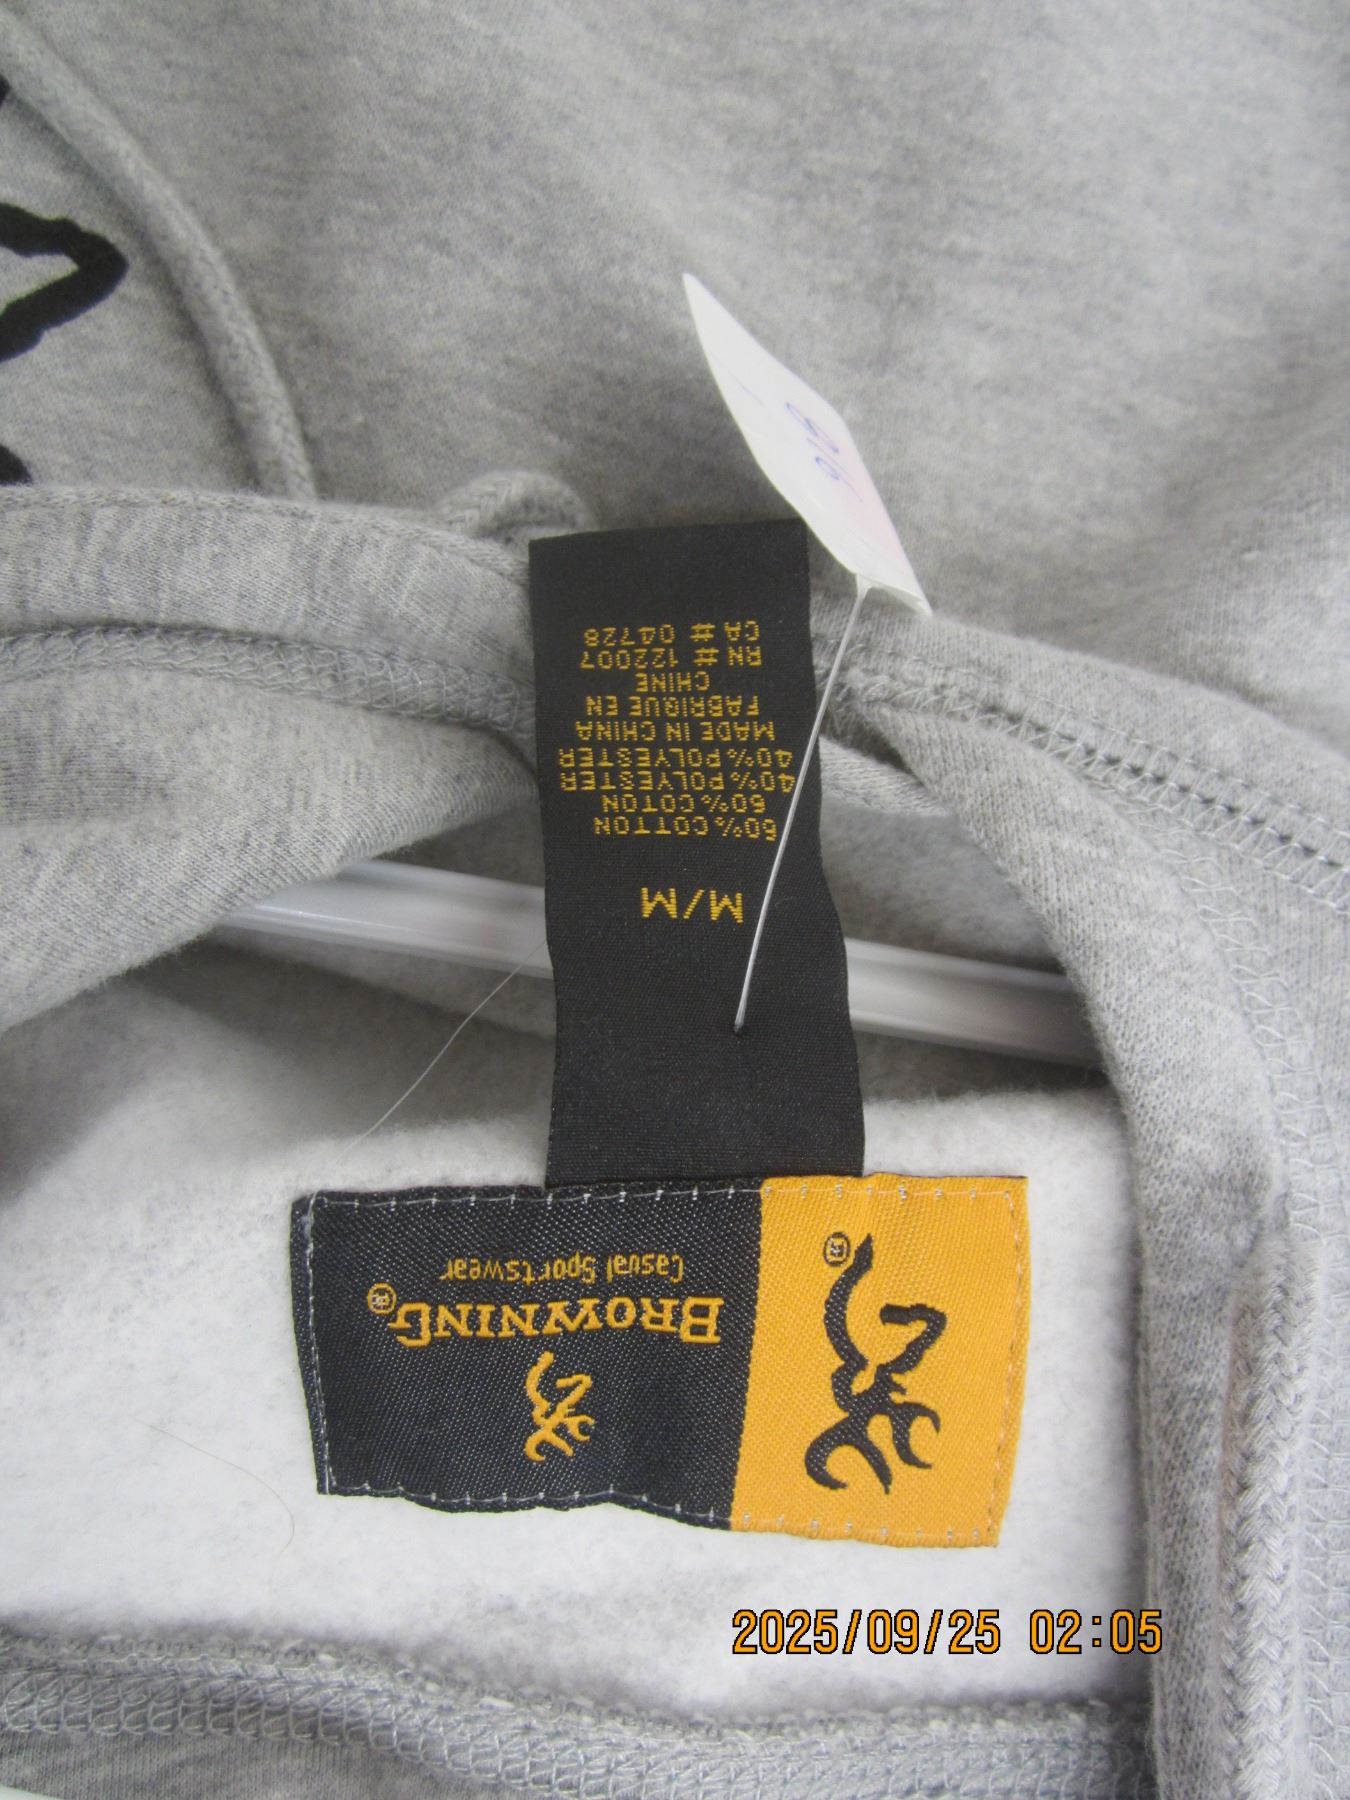 BROWNING®
Casual Sportswear
®
M/M
60% COTTON
60% COTON
40% POLYESTER
40% POLYESTER
MADE IN CHINA
FABRIQUE EN
CHINE
RN # 122007
CA # 04728
2025/09/25 02:05